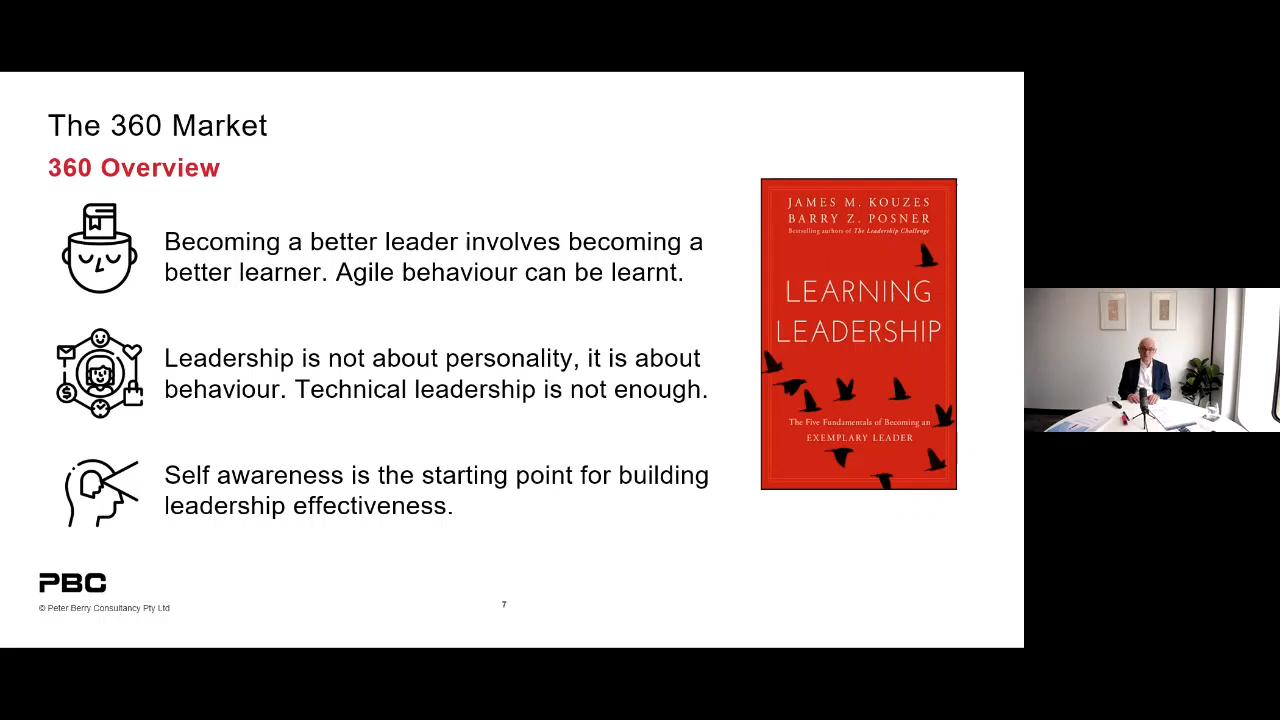 The 360 Market
360 Overview
Becoming a better leader involves becoming a
better learner. Agile behaviour can be learnt.
Leadership is not about personality, it is about
behaviour. Technical leadership is not enough.
Self awareness is the starting point for building
leadership effectiveness.
JAMES M. KOUZES
BARRY Z. POSNER
Bestselling authors of The Leadership Challenge
LEARNING
LEADERSHIP
The Five Fundamentals of Becoming an
EXEMPLARY LEADER
PBC
© Peter Berry Consultancy Pty Ltd
7